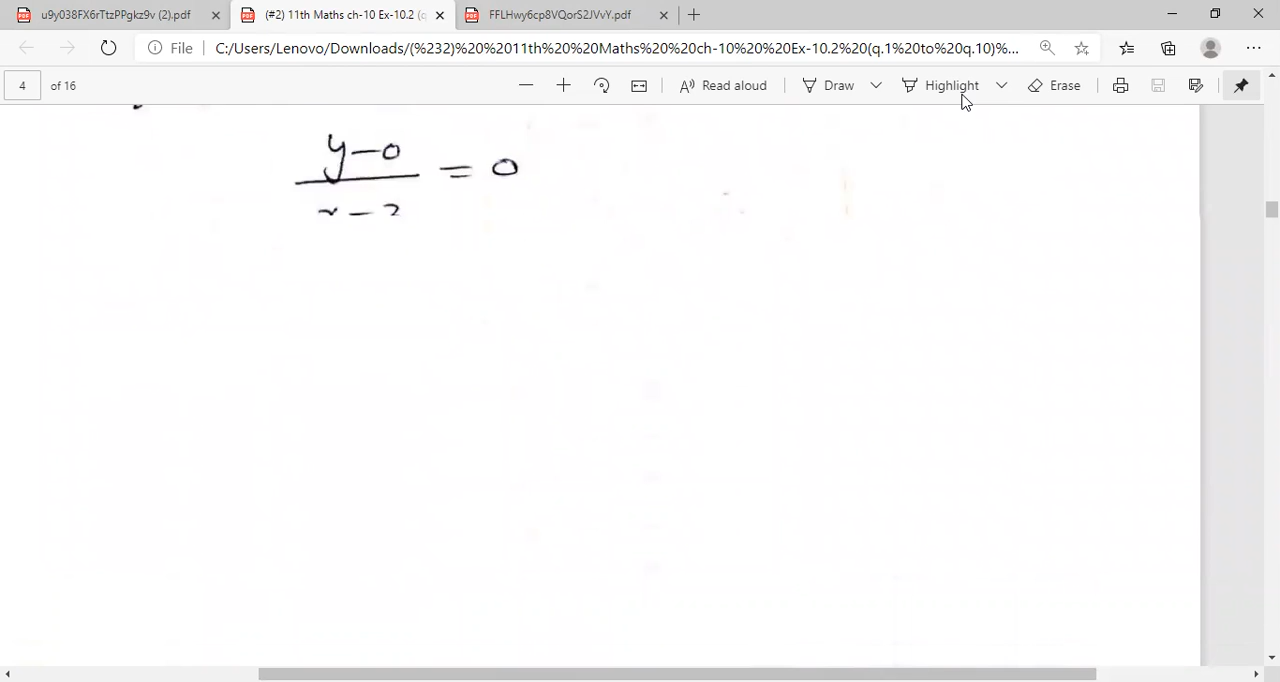 u9y038FX6rTtzPPgkz9v (2).pdf
(#2) 11th Maths ch-10 Ex-10.2 (q
FFLHwy6cp8VQorS2JVvY.pdf
File
C:/Users/Lenovo/Downloads/(%232)%20%2011th%20%20Maths%20%20ch-10%20%20Ex-10.2%20(q.1%20to%20q.10)%...
4 of 16
Read aloud
Draw
Highlight
Erase
y-0
= 0